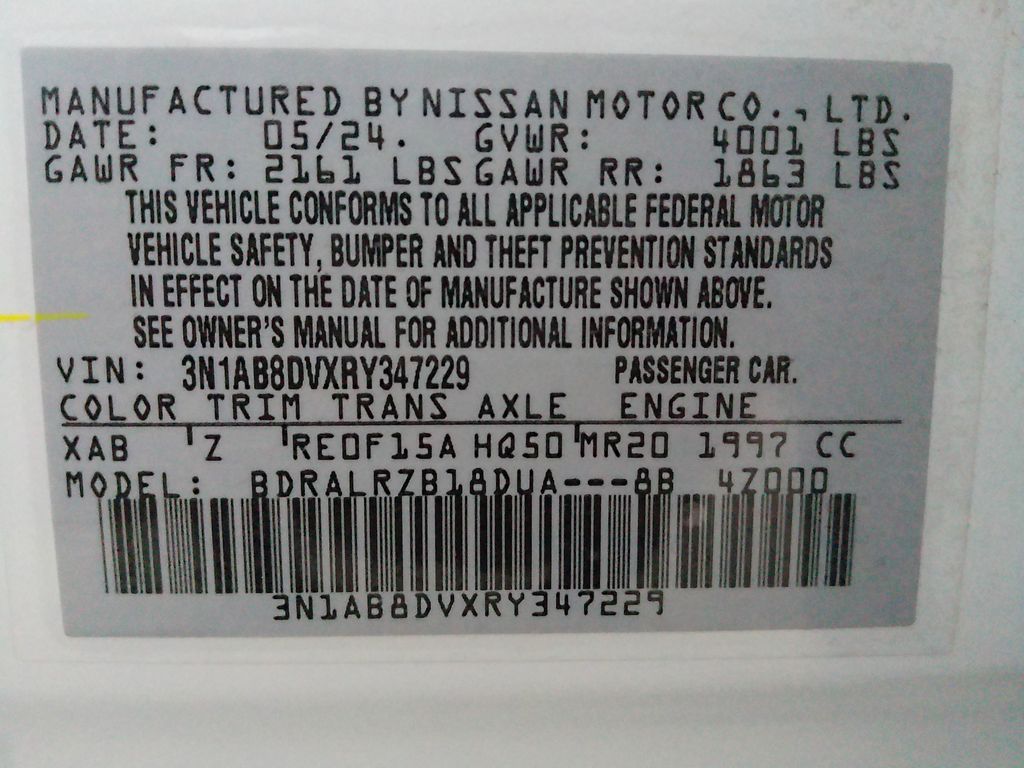 MANUFACTURED BY NISSAN MOTOR CO., LTD.
DATE: 05/24. GVWR: 4001 LBS
GAWR FR: 2161 LBS GAWR RR: 1863 LBS
THIS VEHICLE CONFORMS TO ALL APPLICABLE FEDERAL MOTOR
VEHICLE SAFETY, BUMPER AND THEFT PREVENTION STANDARDS
IN EFFECT ON THE DATE OF MANUFACTURE SHOWN ABOVE.
SEE OWNER'S MANUAL FOR ADDITIONAL INFORMATION.
VIN: 3N1AB8DVXRY347229 PASSENGER CAR.
COLOR TRIM TRANS AXLE ENGINE
XAB Z RE0F15A HQ50 MR20 1997 CC
MODEL: BDRALRZB18DUA---8B 4Z000
3N1AB8DVXRY347229